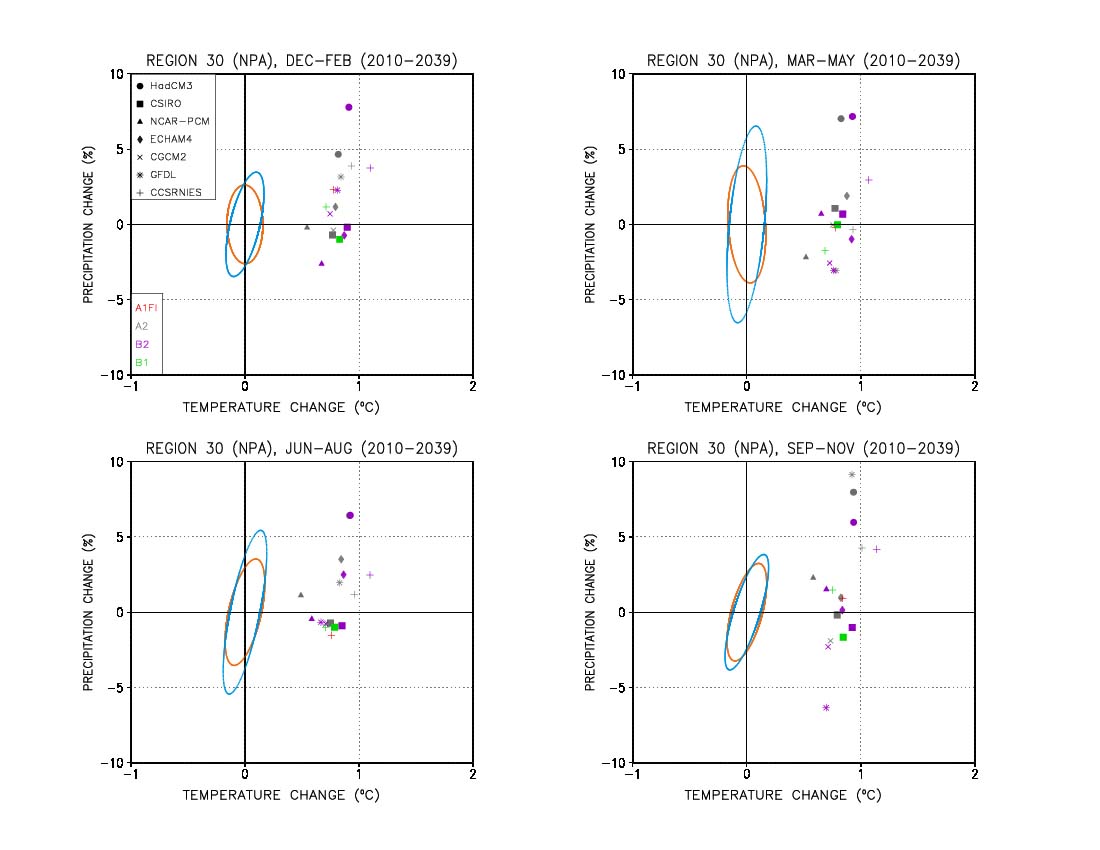 REGION 30 (NPA), DEC-FEB (2010-2039)
10
5
0
-5
-10
-1
0
1
2
PRECIPITATION CHANGE (%)
TEMPERATURE CHANGE (ºC)
HadCM3
CSIRO
NCAR-PCM
ECHAM4
CGCM2
GFDL
CCSRNIES
A1FI
A2
B2
B1
REGION 30 (NPA), MAR-MAY (2010-2039)
10
5
0
-5
-10
-1
0
1
2
PRECIPITATION CHANGE (%)
TEMPERATURE CHANGE (ºC)
REGION 30 (NPA), JUN-AUG (2010-2039)
10
5
0
-5
-10
-1
0
1
2
PRECIPITATION CHANGE (%)
TEMPERATURE CHANGE (ºC)
REGION 30 (NPA), SEP-NOV (2010-2039)
10
5
0
-5
-10
-1
0
1
2
PRECIPITATION CHANGE (%)
TEMPERATURE CHANGE (ºC)